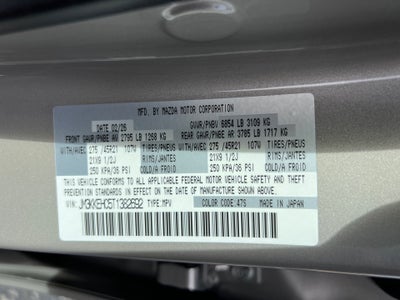 MFD. BY MAZDA MOTOR CORPORATION
DATE: 02/26 GVWR/PNBV 6854 LB 3109 KG
FRONT GAWR/PNBE AV 2795 LB 1268 KG REAR GAWR/PNBE AR 3785 LB 1717 KG
WITH/AVEC 275 /45R21 107W TIRES/PNEUS WITH/AVEC 275 /45R21 107W TIRES/PNEUS
21X9 1/2J RIMS/JANTES 21X9 1/2J RIMS/JANTES
250 KPA/36 PSI COLD/A FROID 250 KPA/36 PSI COLD/A FROID
THIS VEHICLE CONFORMS TO ALL APPLICABLE FEDERAL MOTOR VEHICLE SAFETY, BUMPER, AND THEFT
PREVENTION STANDARDS IN EFFECT ON THE DATE OF MANUFACTURE SHOWN ABOVE.
VIN: TYPE:MPV
COLOR CODE: 47S MADE IN JAPAN